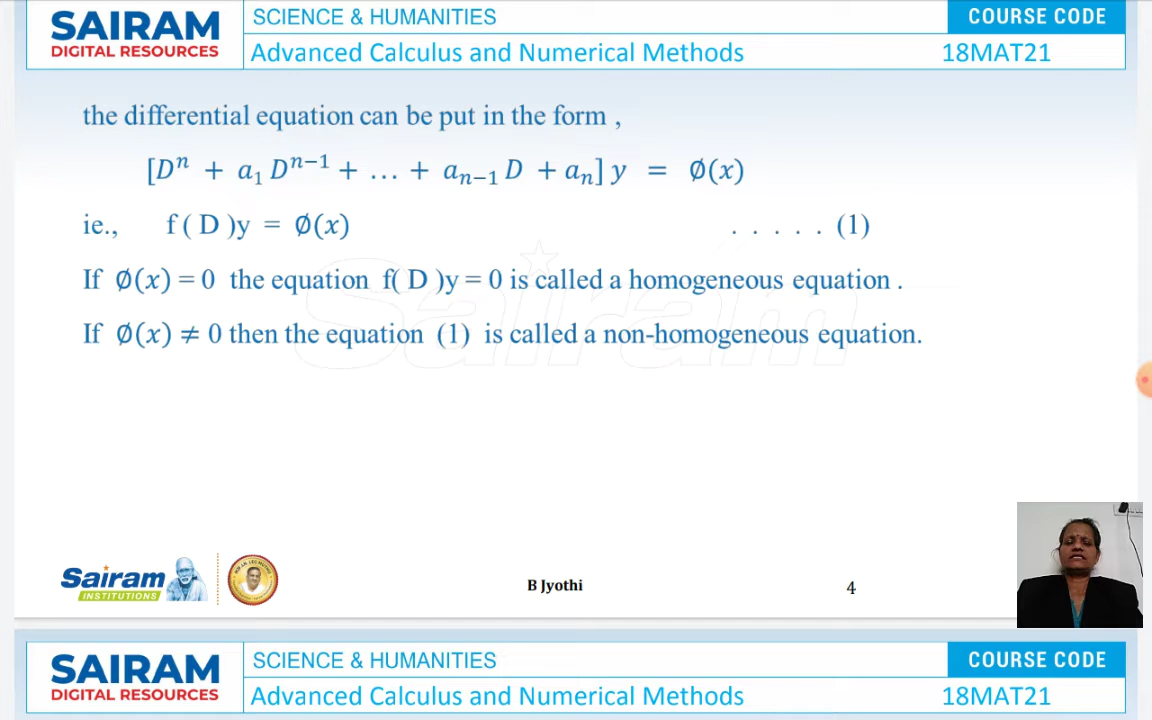 SAIRAM
DIGITAL RESOURCES
SCIENCE & HUMANITIES
COURSE CODE
Advanced Calculus and Numerical Methods
18MAT21
the differential equation can be put in the form ,
[Dⁿ + a₁ Dⁿ⁻¹ + … + aₙ₋₁ D + aₙ] y = ∅(x)
ie., f ( D )y = ∅(x) . . . . . (1)
If ∅(x) = 0 the equation f( D )y = 0 is called a homogeneous equation .
If ∅(x) ≠ 0 then the equation (1) is called a non-homogeneous equation.
Sairam
Sairam
INSTITUTIONS
B Jyothi
4
SAIRAM
DIGITAL RESOURCES
SCIENCE & HUMANITIES
COURSE CODE
Advanced Calculus and Numerical Methods
18MAT21